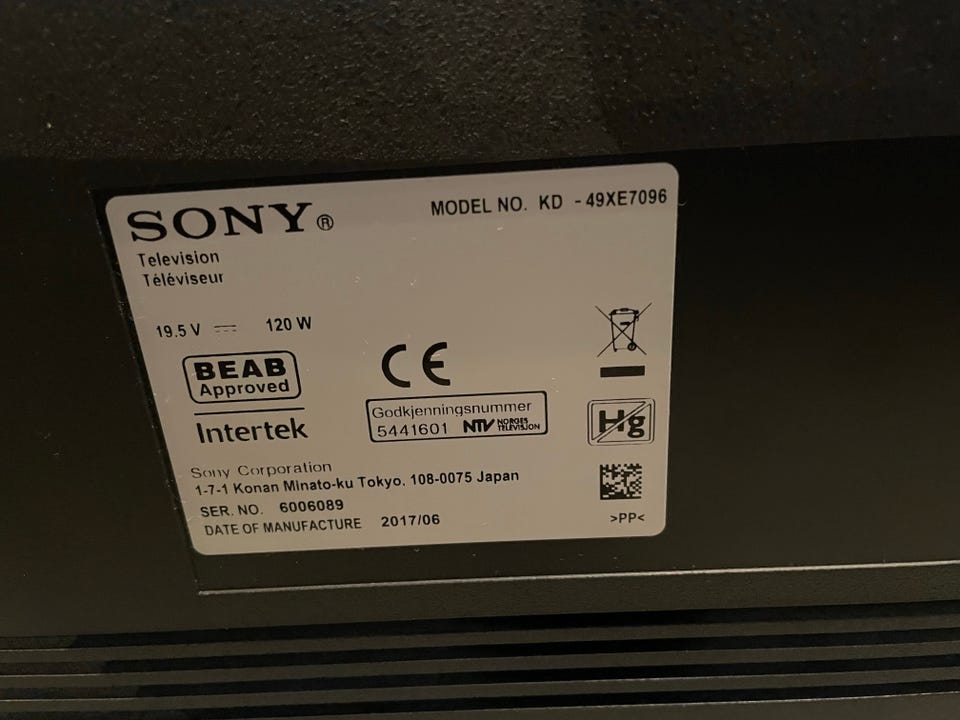 SONY® MODEL NO. KD - 49XE7096
Television
Téléviseur
19.5 V ⎓ 120 W
BEAB
Approved
Intertek
CE
Godkjenningsnummer
5441601 NTV NORGES TELEVISJON
Hg
Sony Corporation
1-7-1 Konan Minato-ku Tokyo, 108-0075 Japan
SER. NO. 6006089
DATE OF MANUFACTURE 2017/06
>PP<